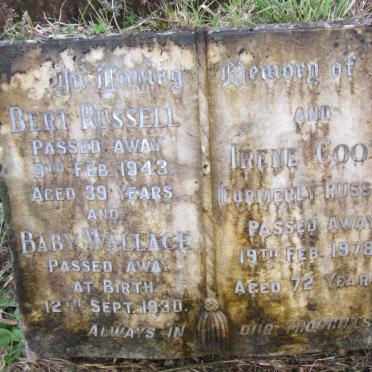 In Loving
Bert Russell
Passed Away
9th Feb. 1943
Aged 39 Years
and
Baby Wallace
Passed Away
at Birth
12th Sept. 1930.
Always in
Memory of
and
Irene Coo
(Formerly Russ
Passed Away
19th Feb. 1978
Aged 72 Years
our thoughts